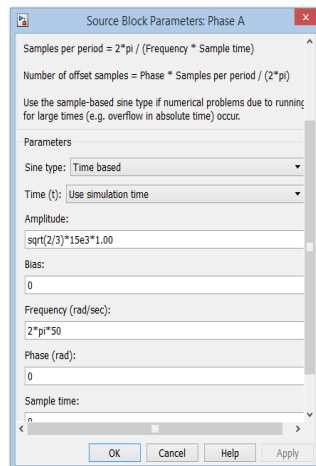 Source Block Parameters: Phase A
Samples per period = 2*pi / (Frequency * Sample time)
Number of offset samples = Phase * Samples per period / (2*pi)
Use the sample-based sine type if numerical problems due to running
for large times (e.g. overflow in absolute time) occur.
Parameters
Sine type: Time based
Time (t): Use simulation time
Amplitude:
sqrt(2/3)*15e3*1.00
Bias:
0
Frequency (rad/sec):
2*pi*50
Phase (rad):
0
Sample time:
0
OK Cancel Help Apply